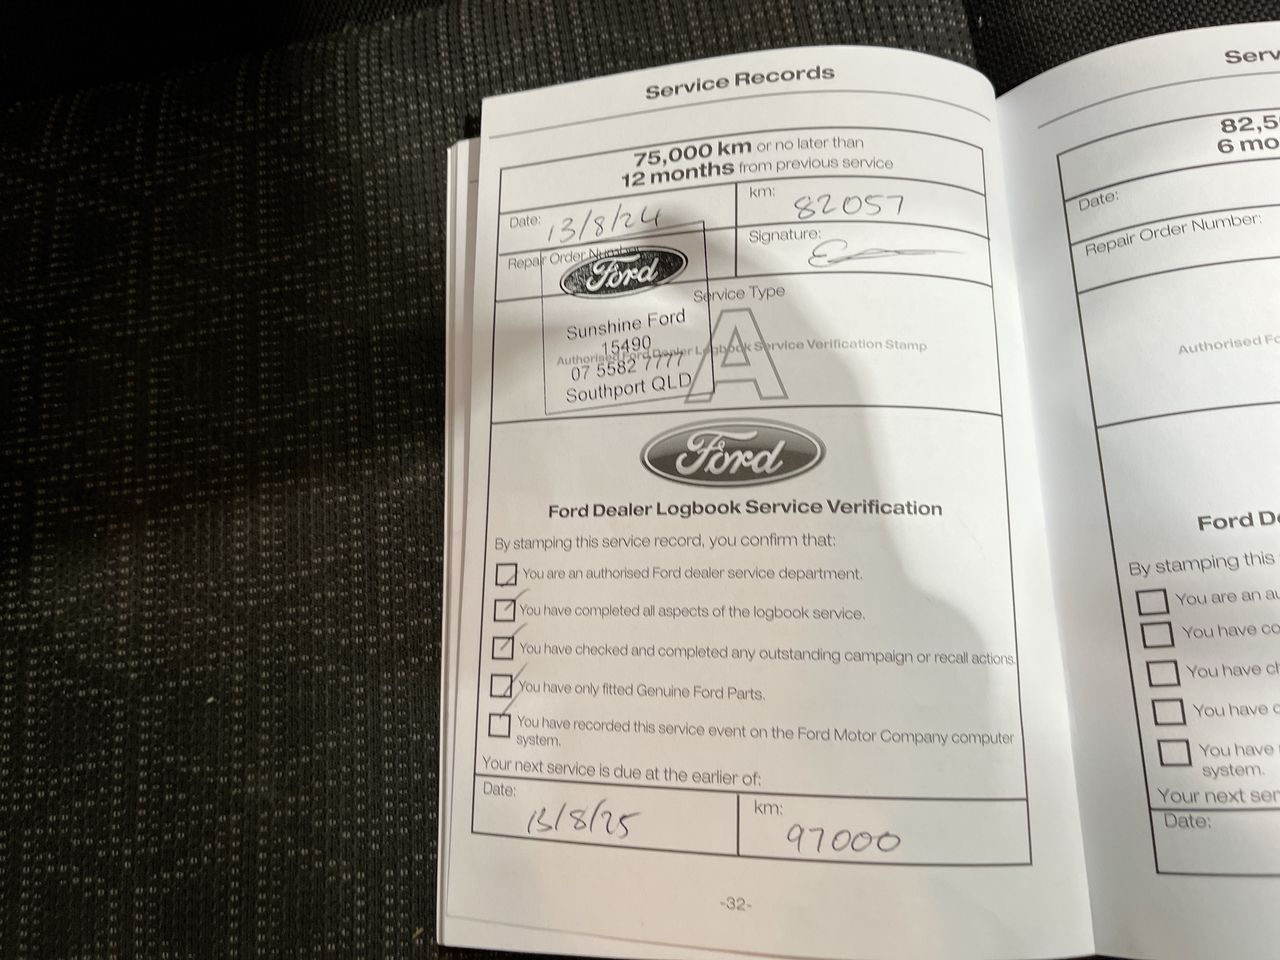 Service Records
75,000 km or no later than
12 months from previous service
Date: 13/8/24
km: 82057
Repair Order Number
Signature:
Ford
Service Type
A
Sunshine Ford
15490
Authorised Ford Dealer Logbook Service Verification Stamp
07 5582 7777
Southport QLD
Ford
Ford Dealer Logbook Service Verification
By stamping this service record, you confirm that:
You are an authorised Ford dealer service department.
You have completed all aspects of the logbook service.
You have checked and completed any outstanding campaign or recall actions.
You have only fitted Genuine Ford Parts.
You have recorded this service event on the Ford Motor Company computer
system.
Your next service is due at the earlier of:
Date: 13/8/25
km: 97000
-32-
Serv
82,5
6 mo
Date:
Repair Order Number:
Authorised Fo
Ford De
By stamping this
You are an au
You have co
You have ch
You have o
You have
system.
Your next ser
Date: